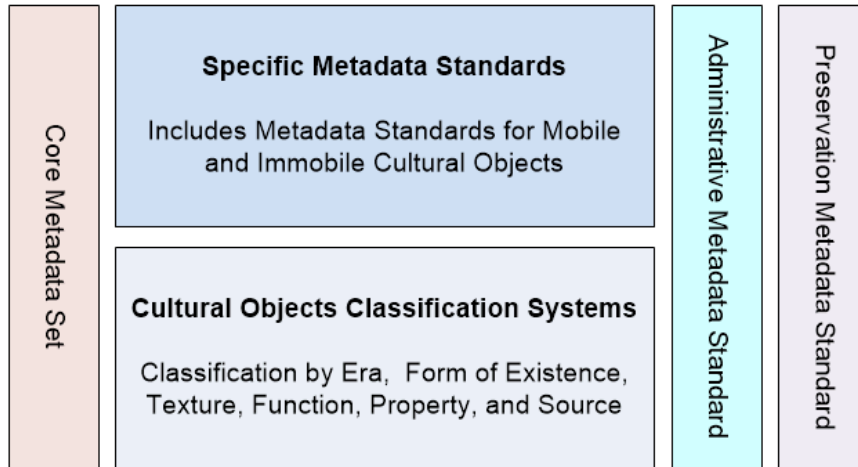 Core Metadata Set
Specific Metadata Standards
Includes Metadata Standards for Mobile
and Immobile Cultural Objects
Cultural Objects Classification Systems
Classification by Era, Form of Existence,
Texture, Function, Property, and Source
Administrative Metadata Standard
Preservation Metadata Standard